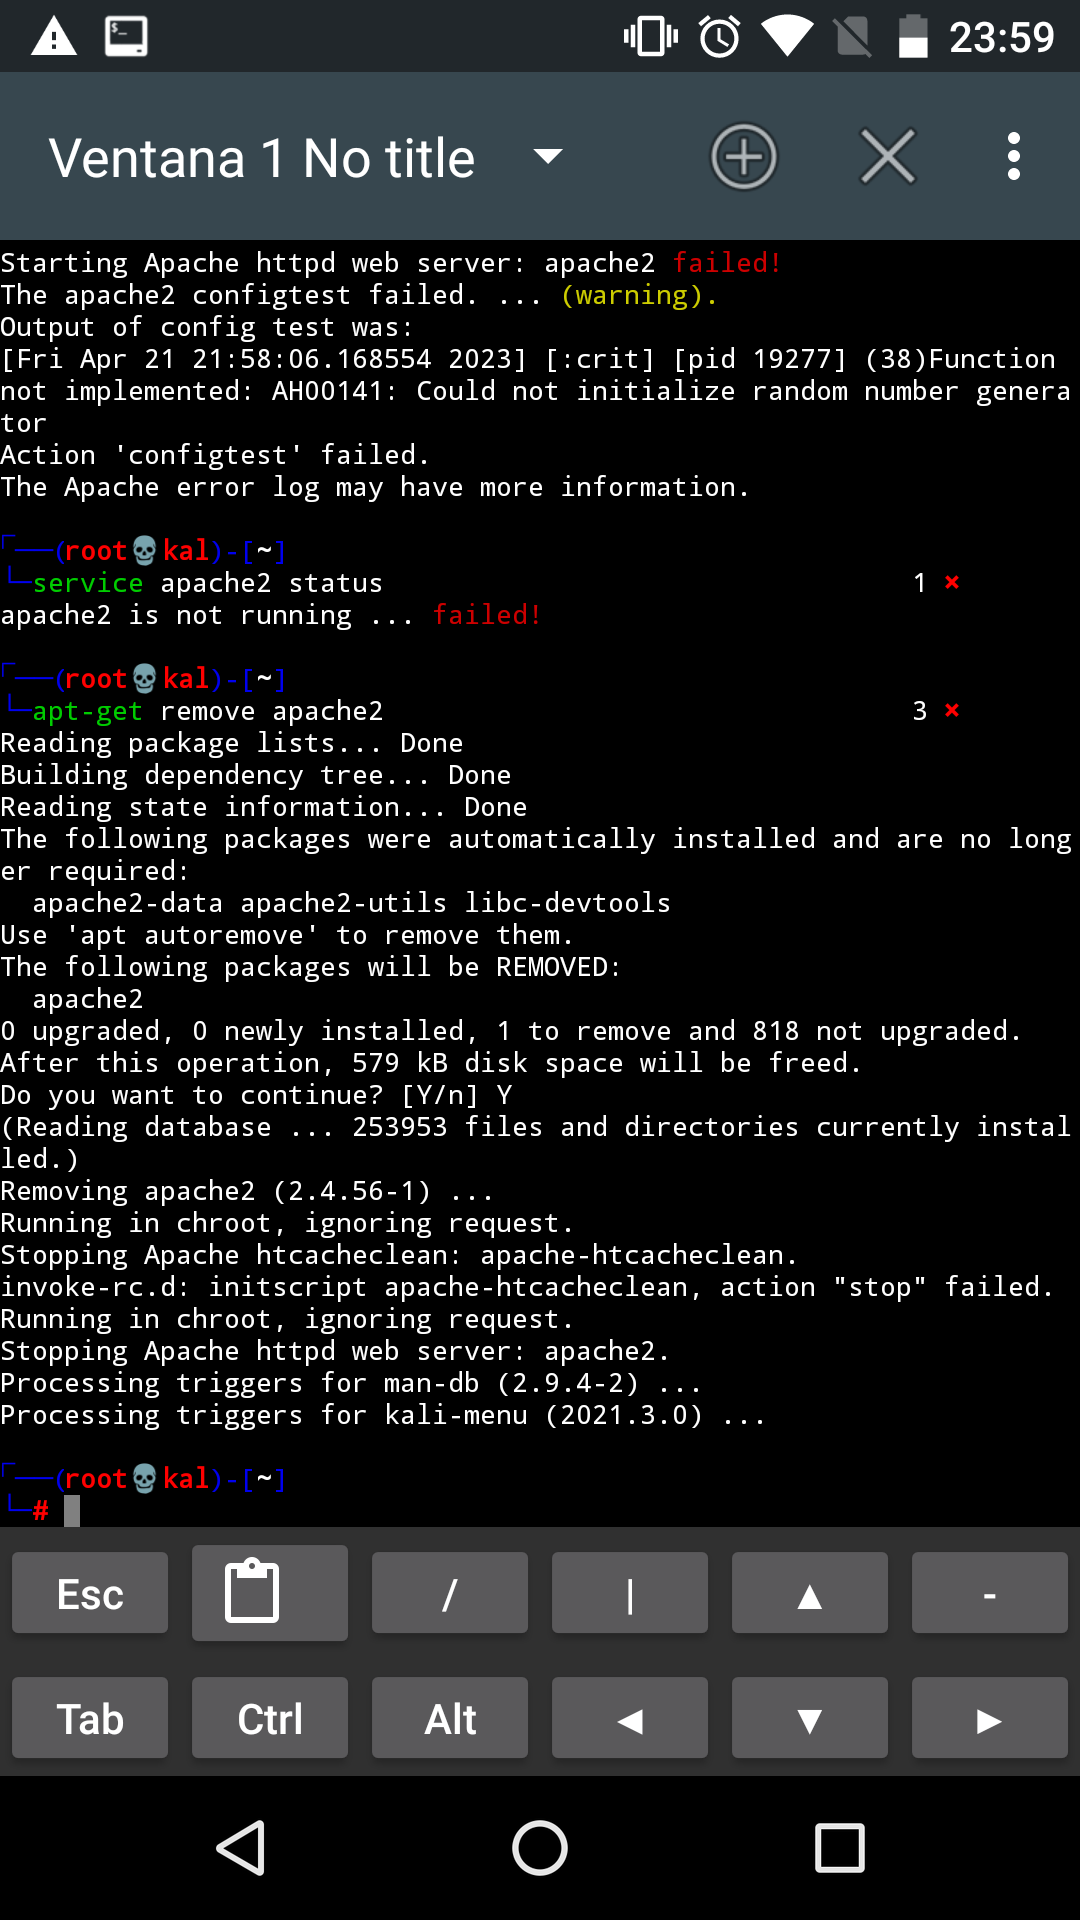 23:59
Ventana 1 No title
Starting Apache httpd web server: apache2 failed!
The apache2 configtest failed. ... (warning).
Output of config test was:
[Fri Apr 21 21:58:06.168554 2023] [:crit] [pid 19277] (38)Function
not implemented: AH00141: Could not initialize random number genera
tor
Action 'configtest' failed.
The Apache error log may have more information.
┌──(root💀kal)-[~]
└─service apache2 status 1 ⨯
apache2 is not running ... failed!
┌──(root💀kal)-[~]
└─apt-get remove apache2 3 ⨯
Reading package lists... Done
Building dependency tree... Done
Reading state information... Done
The following packages were automatically installed and are no long
er required:
apache2-data apache2-utils libc-devtools
Use 'apt autoremove' to remove them.
The following packages will be REMOVED:
apache2
0 upgraded, 0 newly installed, 1 to remove and 818 not upgraded.
After this operation, 579 kB disk space will be freed.
Do you want to continue? [Y/n] Y
(Reading database ... 253953 files and directories currently instal
led.)
Removing apache2 (2.4.56-1) ...
Running in chroot, ignoring request.
Stopping Apache htcacheclean: apache-htcacheclean.
invoke-rc.d: initscript apache-htcacheclean, action "stop" failed.
Running in chroot, ignoring request.
Stopping Apache httpd web server: apache2.
Processing triggers for man-db (2.9.4-2) ...
Processing triggers for kali-menu (2021.3.0) ...
┌──(root💀kal)-[~]
└─#
Esc / | ▲ -
Tab Ctrl Alt ◀ ▼ ▶